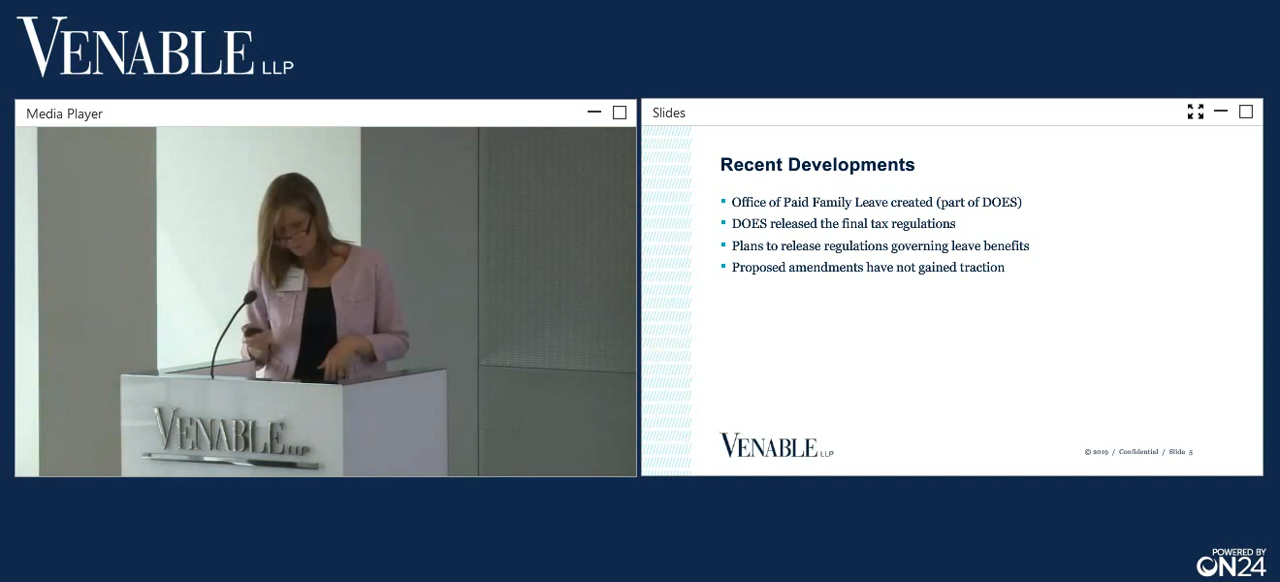 VENABLE LLP
Media Player
Slides
Recent Developments
Office of Paid Family Leave created (part of DOES)
DOES released the final tax regulations
Plans to release regulations governing leave benefits
Proposed amendments have not gained traction
VENABLE LLP
VENABLE LLP
© 2019 / Confidential / Slide 5
POWERED BY
ON24